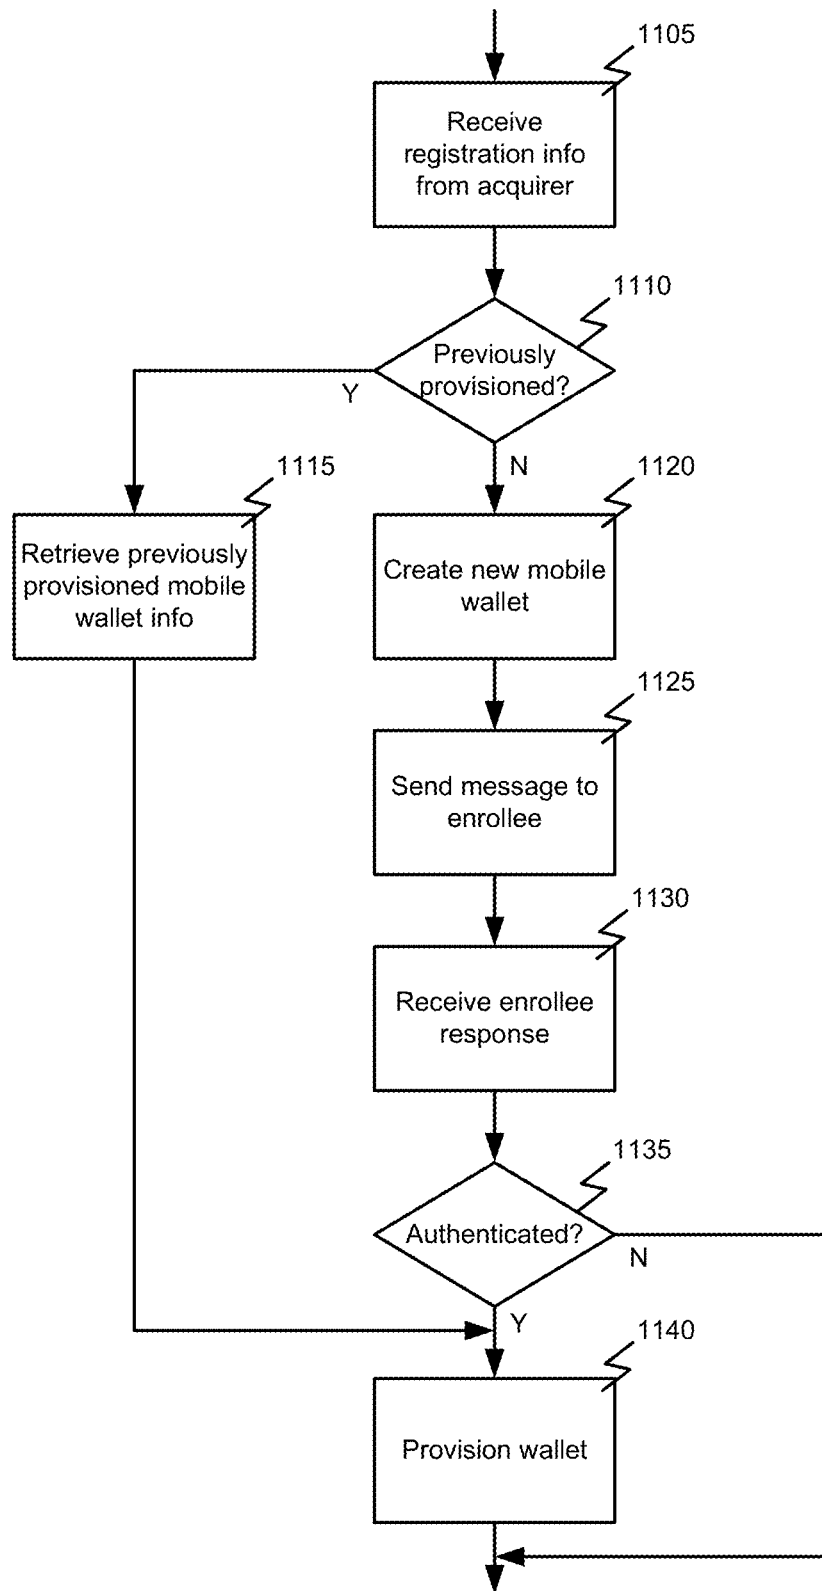 1105
Receive
registration info
from acquirer
1110
Previously
provisioned?
Y
N
1115
1120
Retrieve previously
provisioned mobile
wallet info
Create new mobile
wallet
1125
Send message to
enrollee
1130
Receive enrollee
response
1135
Authenticated?
N
Y
1140
Provision wallet